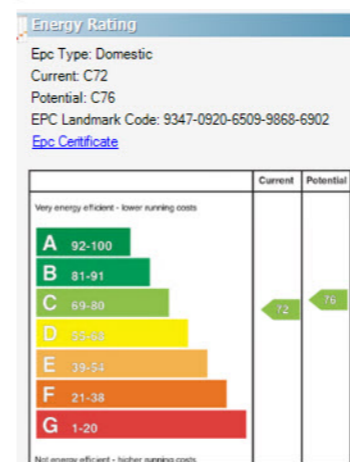 Energy Rating
Epc Type: Domestic
Current: C72
Potential: C76
EPC Landmark Code: 9347-0920-6509-9868-6902
Epc Certificate
Current Potential
Very energy efficient - lower running costs
A 92-100
B 81-91
C 69-80
72 76
D 55-68
E 39-54
F 21-38
G 1-20
Not energy efficient - higher running costs